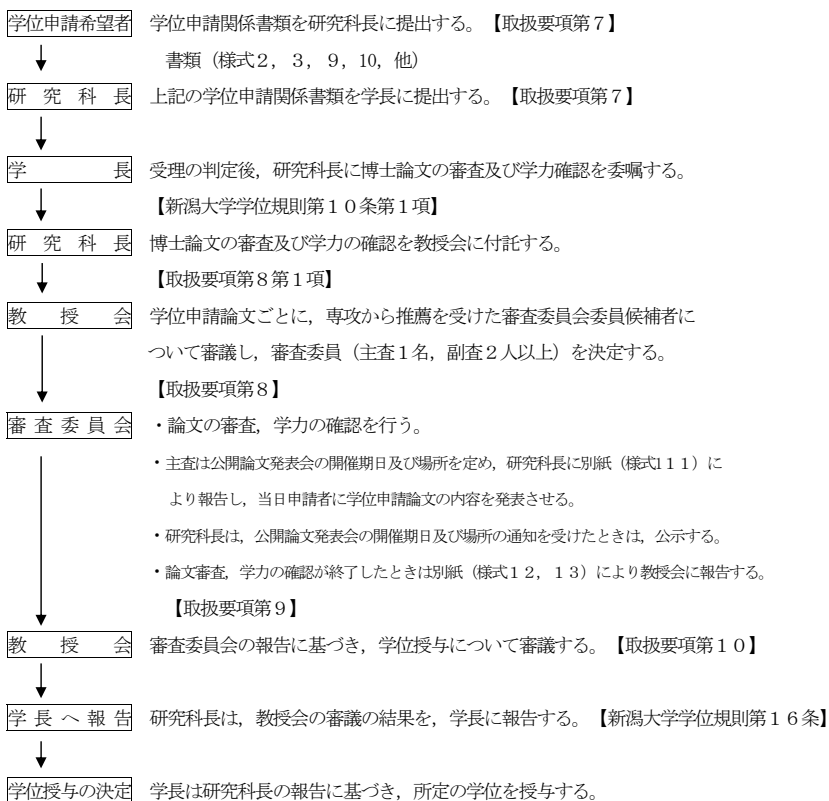 学位申請希望者 学位申請関係書類を研究科長に提出する。【取扱要項第７】
書類（様式２，３，９，10，他）
研究科長 上記の学位申請関係書類を学長に提出する。【取扱要項第７】
学長 受理の判定後，研究科長に博士論文の審査及び学力確認を委嘱する。
【新潟大学学位規則第１０条第１項】
研究科長 博士論文の審査及び学力の確認を教授会に付託する。
【取扱要項第８第１項】
教授会 学位申請論文ごとに，専攻から推薦を受けた審査委員会委員候補者に
ついて審議し，審査委員（主査１名，副査２人以上）を決定する。
【取扱要項第８】
審査委員会 ・論文の審査，学力の確認を行う。
・主査は公開論文発表会の開催期日及び場所を定め，研究科長に別紙（様式1１１）に
より報告し，当日申請者に学位申請論文の内容を発表させる。
・研究科長は，公開論文発表会の開催期日及び場所の通知を受けたときは，公示する。
・論文審査，学力の確認が終了したときは別紙（様式１２，１３）により教授会に報告する。
【取扱要項第９】
教授会 審査委員会の報告に基づき，学位授与について審議する。【取扱要項第１０】
学長へ報告 研究科長は，教授会の審議の結果を，学長に報告する。【新潟大学学位規則第１６条】
学位授与の決定 学長は研究科長の報告に基づき，所定の学位を授与する。